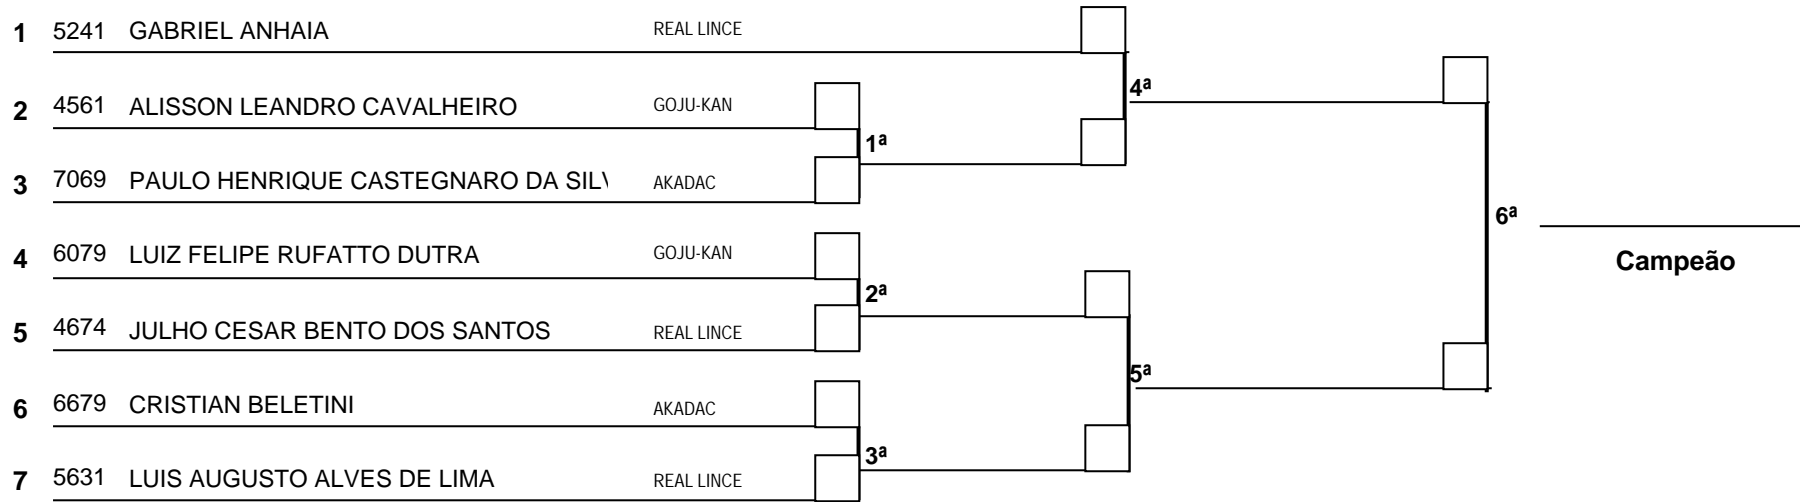 1 5241 GABRIEL ANHAIA REAL LINCE
2 4561 ALISSON LEANDRO CAVALHEIRO GOJU-KAN
4ª
1ª
3 7069 PAULO HENRIQUE CASTEGNARO DA SILV AKADAC
6ª
4 6079 LUIZ FELIPE RUFATTO DUTRA GOJU-KAN
Campeão
2ª
5 4674 JULHO CESAR BENTO DOS SANTOS REAL LINCE
5ª
6 6679 CRISTIAN BELETINI AKADAC
3ª
7 5631 LUIS AUGUSTO ALVES DE LIMA REAL LINCE